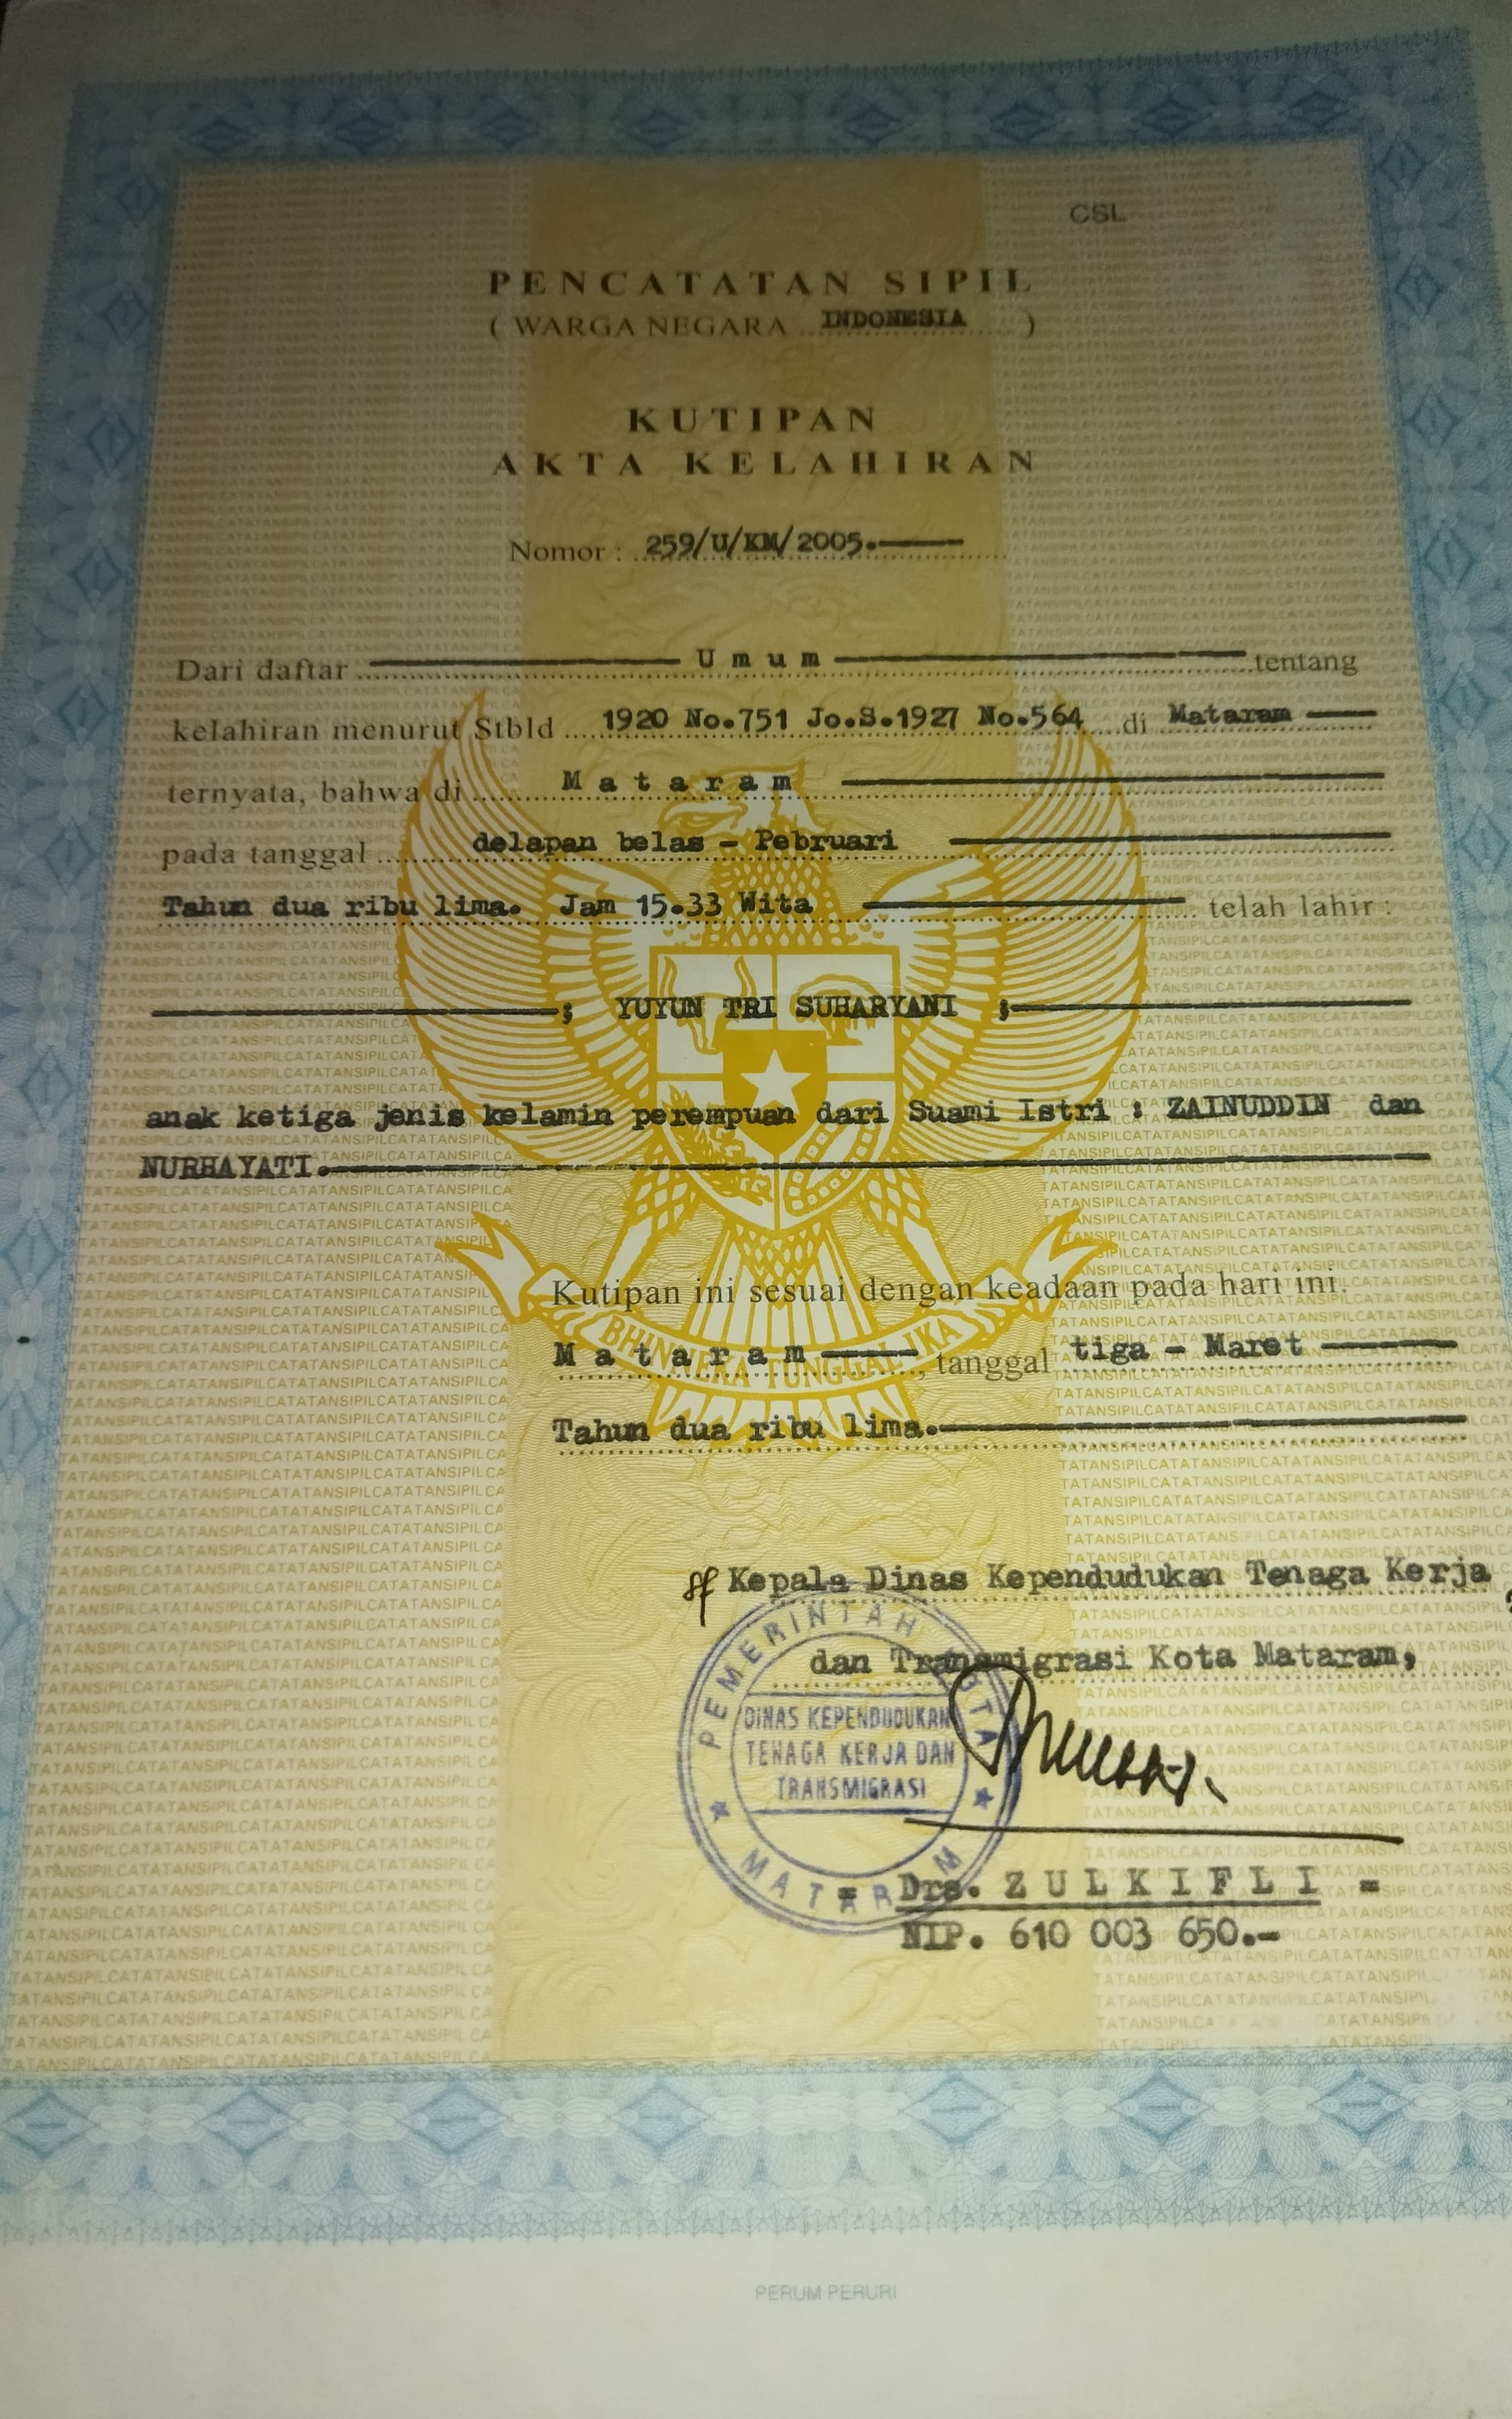 CSL
PENCATATAN SIPIL
( WARGA NEGARA INDONESIA )
KUTIPAN
AKTA KELAHIRAN
Nomor : 259/U/KM/2005.
Dari daftar U m u m tentang
kelahiran menurut Stbld 1920 No.751 Jo.S.1927 No.564 di Mataram
ternyata, bahwa di M a t a r a m
pada tanggal delapan belas - Pebruari
Tahun dua ribu lima. Jam 15.33 Wita telah lahir :
; YUYUN TRI SUHARYANI ;
anak ketiga jenis kelamin perempuan dari Suami Istri : ZAINUDDIN dan
NURHAYATI.
Kutipan ini sesuai dengan keadaan pada hari ini.
BHINNEKA TUNGGAL IKA
M a t a r a m , tanggal tiga - Maret
Tahun dua ribu lima.
Kepala Dinas Kependudukan Tenaga Kerja
dan Transmigrasi Kota Mataram,
PEMERINTAH KOTA
DINAS KEPENDUDUKAN
TENAGA KERJA DAN
TRANSMIGRASI
MATARAM
= Drs. Z U L K I F L I =
NIP. 610 003 650.-
PERUM PERURI